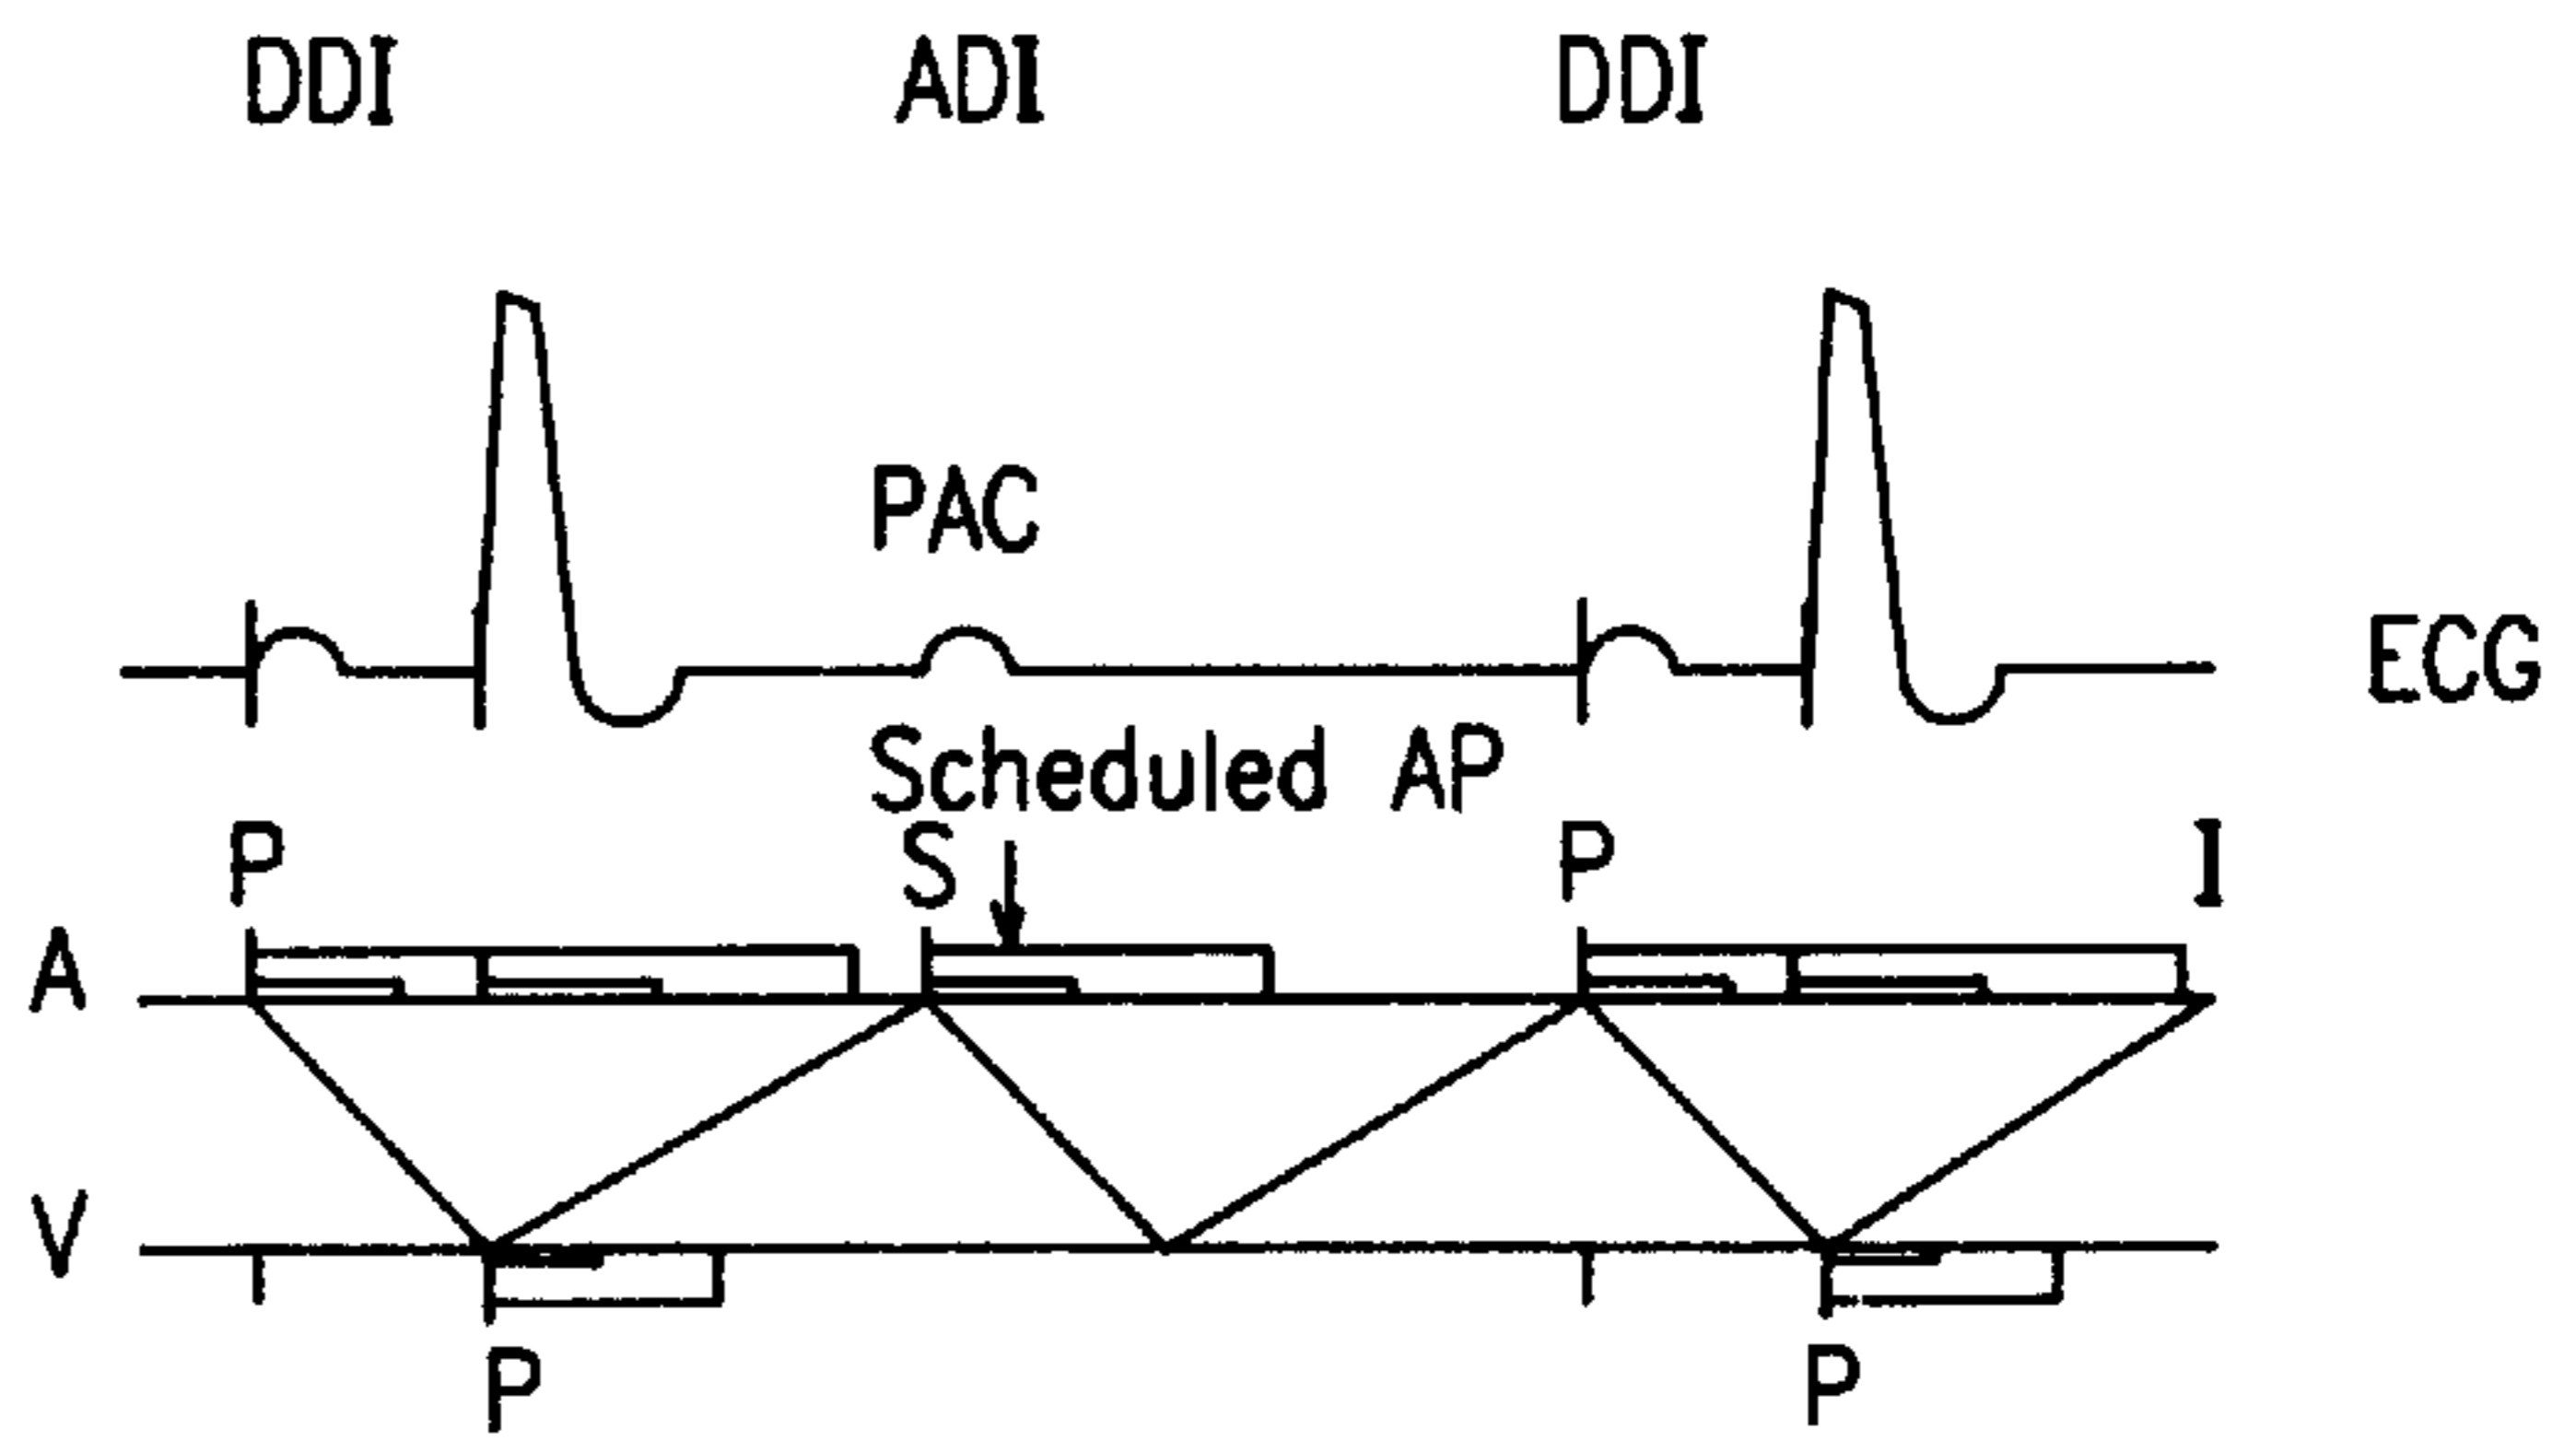 DDI ADI DDI
PAC
ECG
Scheduled AP
P S P I
A
V
P P